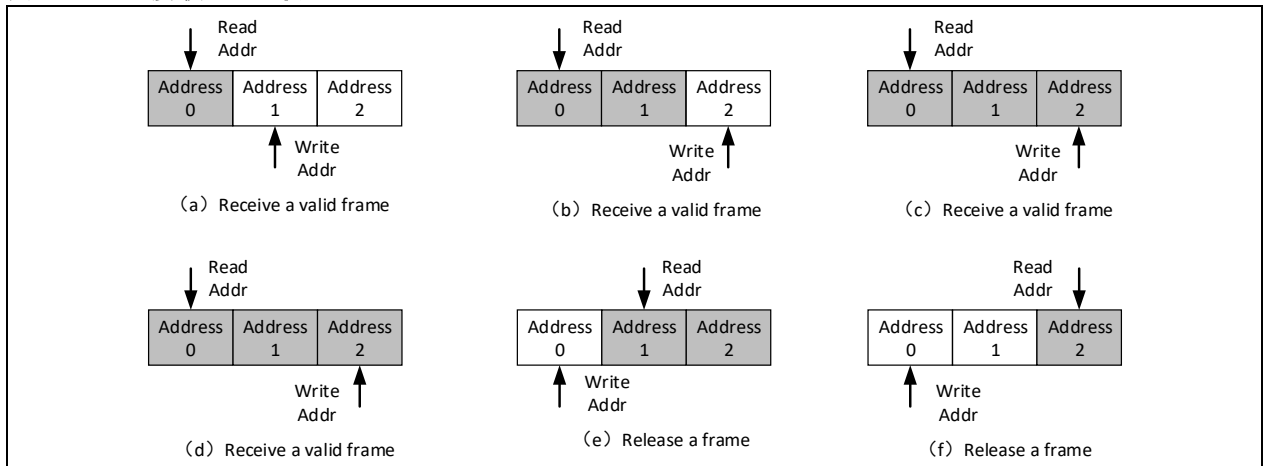 Read
Addr
Address
0
Address
1
Address
2
Write
Addr
（a）Receive a valid frame
Read
Addr
Address
0
Address
1
Address
2
Write
Addr
（b）Receive a valid frame
Read
Addr
Address
0
Address
1
Address
2
Write
Addr
（c）Receive a valid frame
Read
Addr
Address
0
Address
1
Address
2
Write
Addr
（d）Receive a valid frame
Read
Addr
Address
0
Address
1
Address
2
Write
Addr
（e）Release a frame
Read
Addr
Address
0
Address
1
Address
2
Write
Addr
（f）Release a frame